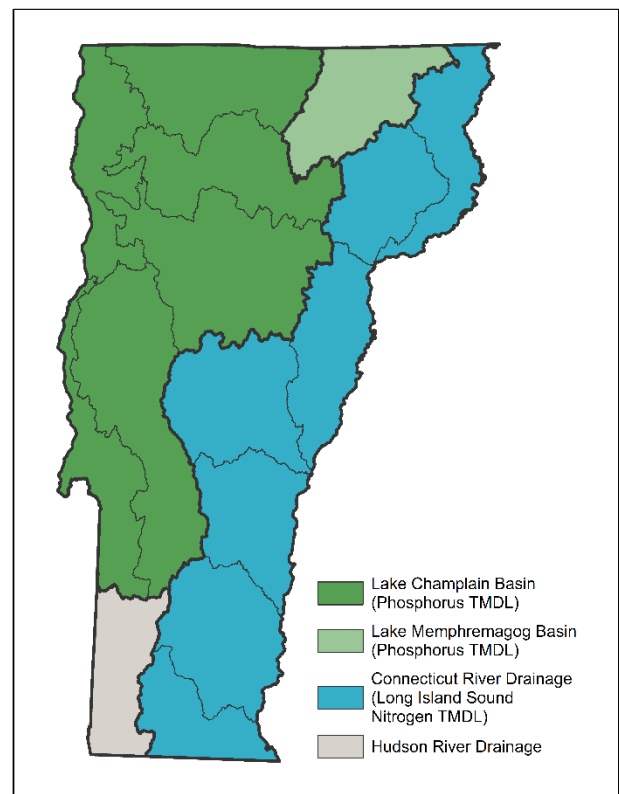 Lake Champlain Basin
(Phosphorus TMDL)
Lake Memphremagog Basin
(Phosphorus TMDL)
Connecticut River Drainage
(Long Island Sound
Nitrogen TMDL)
Hudson River Drainage